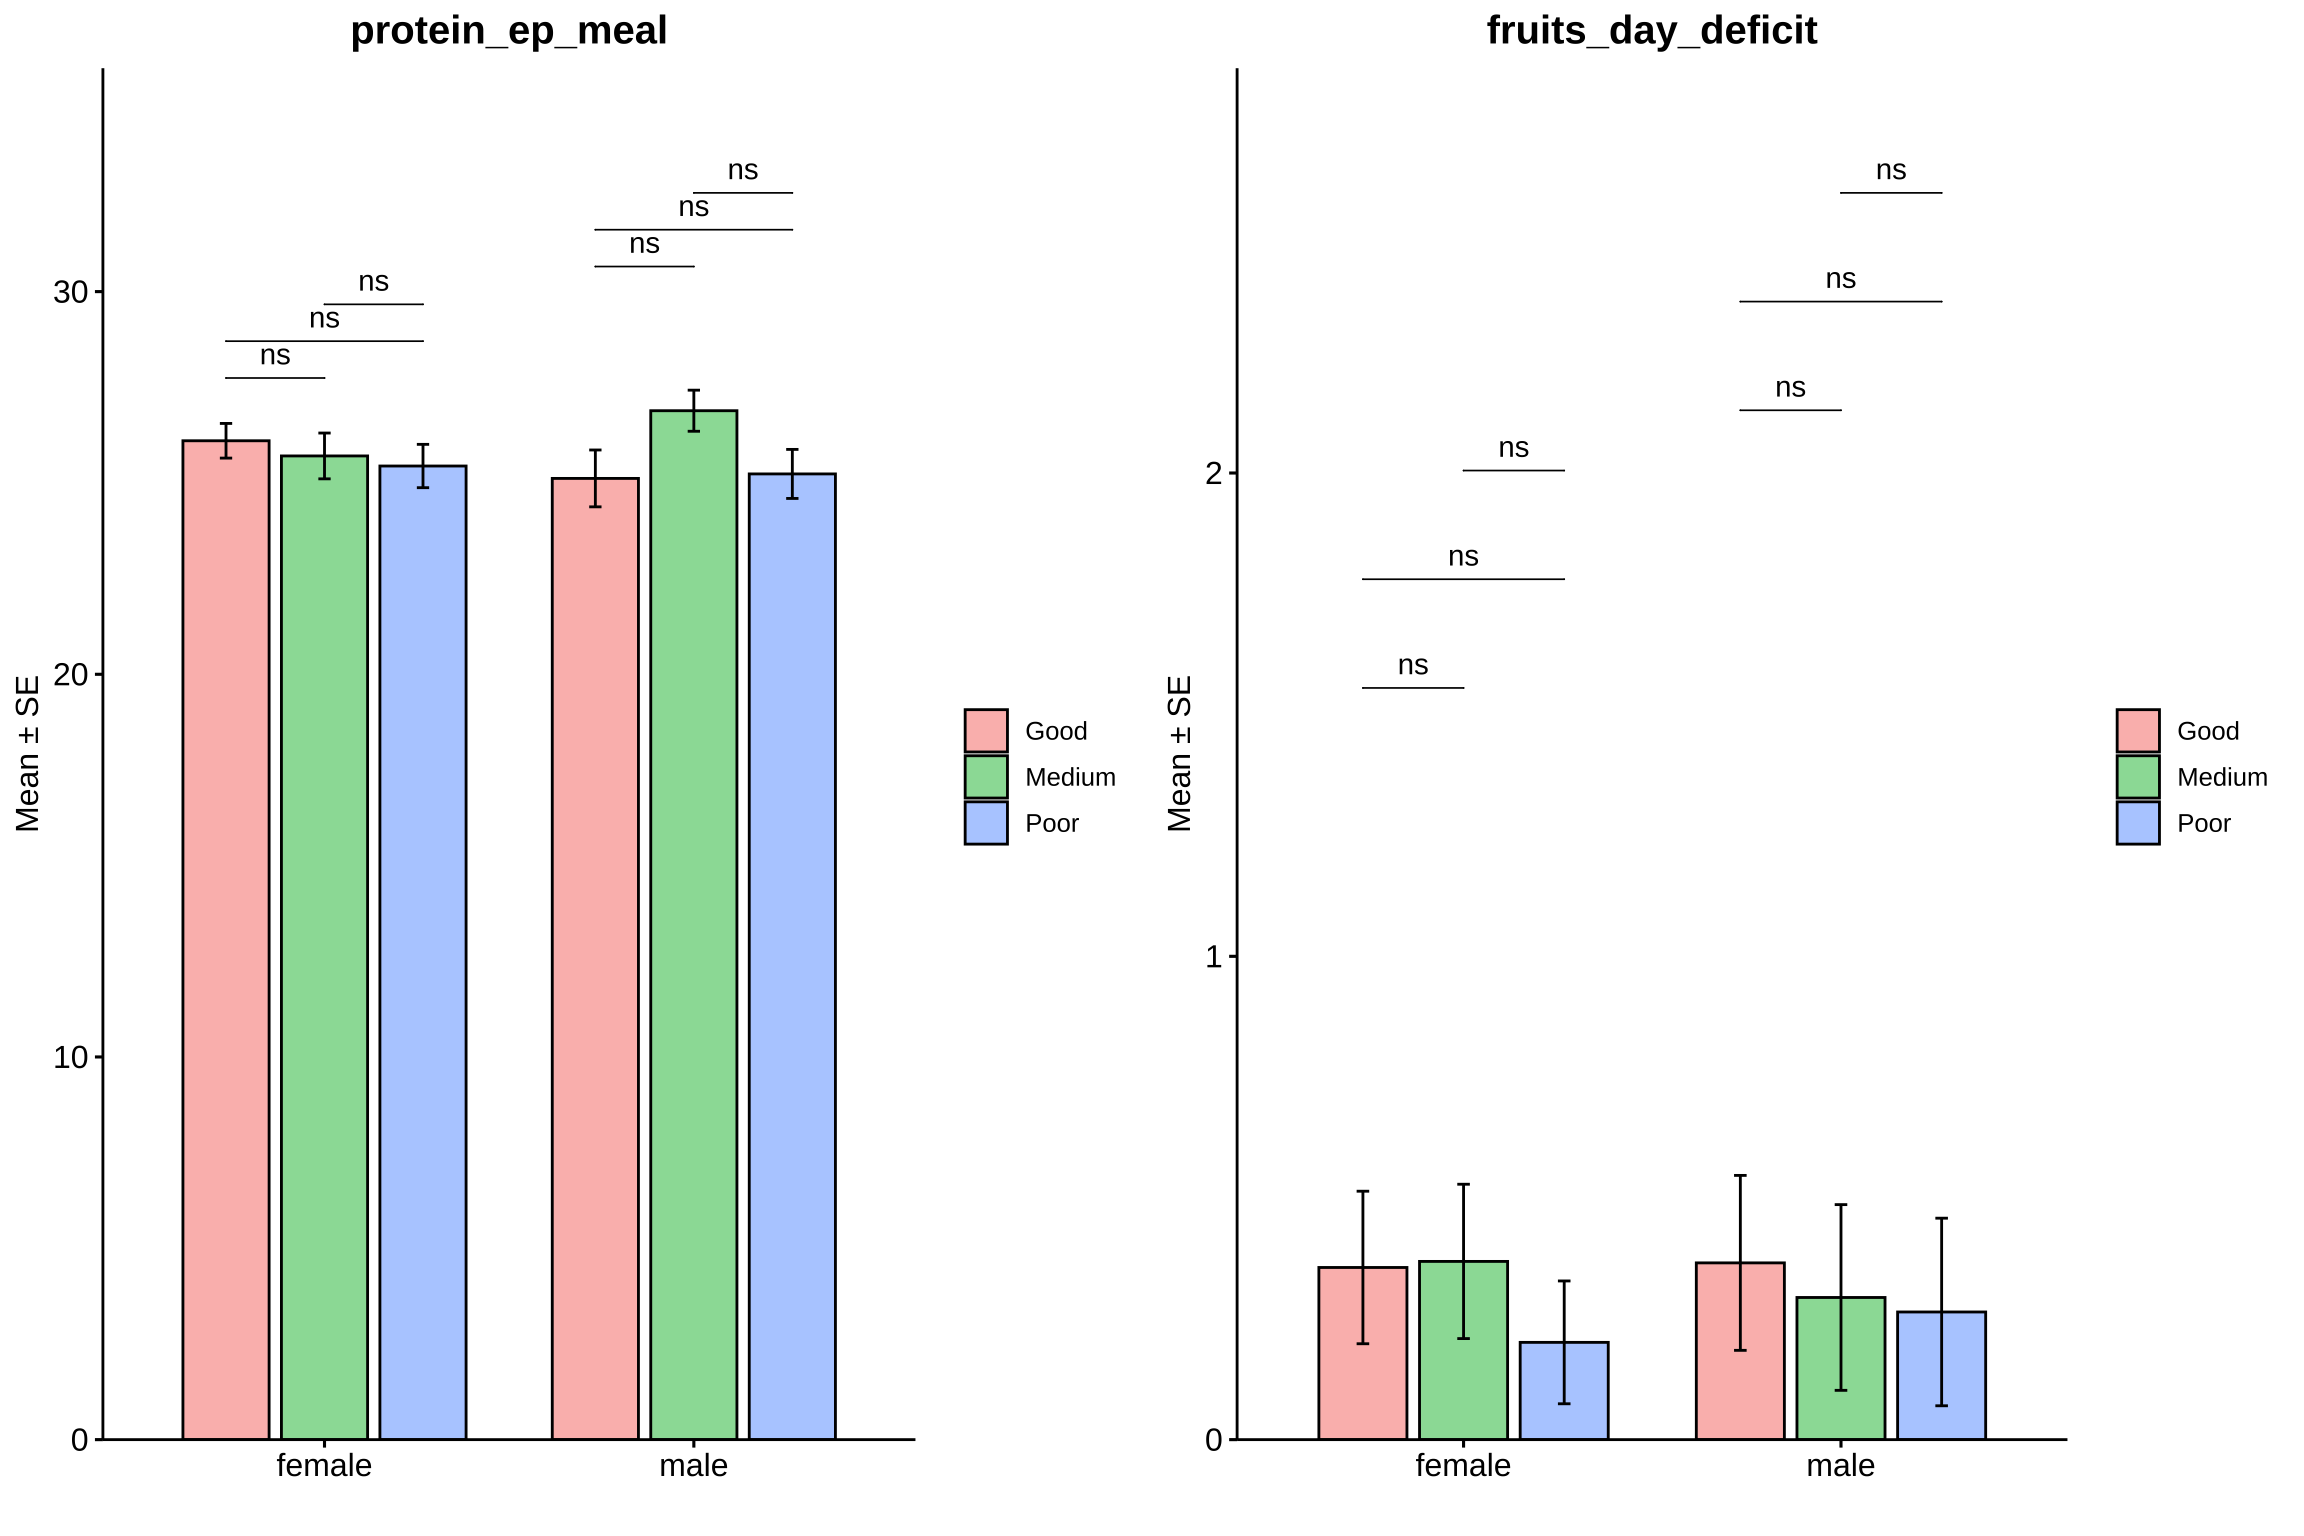 protein_ep_meal
ns
ns
ns
ns
ns
ns
30
20
10
0
Mean ± SE
female
male
Good
Medium
Poor
fruits_day_deficit
ns
ns
ns
ns
ns
ns
2
1
0
Mean ± SE
female
male
Good
Medium
Poor